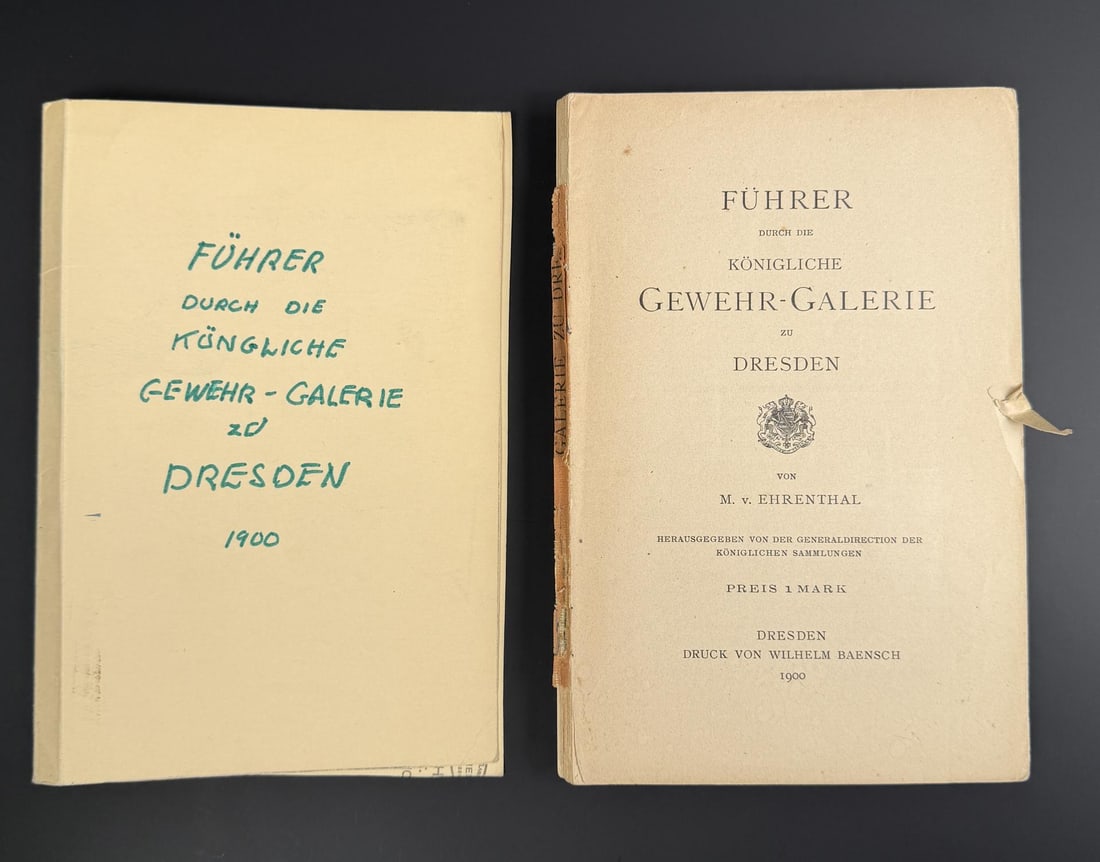 FÜHRER
DURCH DIE
KÖNGLICHE
GEWEHR-GALERIE
ZU
DRESDEN
1900
GALERIE ZU
FÜHRER
DURCH DIE
KÖNIGLICHE
GEWEHR-GALERIE
ZU
DRESDEN
VON
M. v. EHRENTHAL
HERAUSGEGEBEN VON DER GENERALDIRECTION DER
KÖNIGLICHEN SAMMLUNGEN
PREIS 1 MARK
DRESDEN
DRUCK VON WILHELM BAENSCH
1900